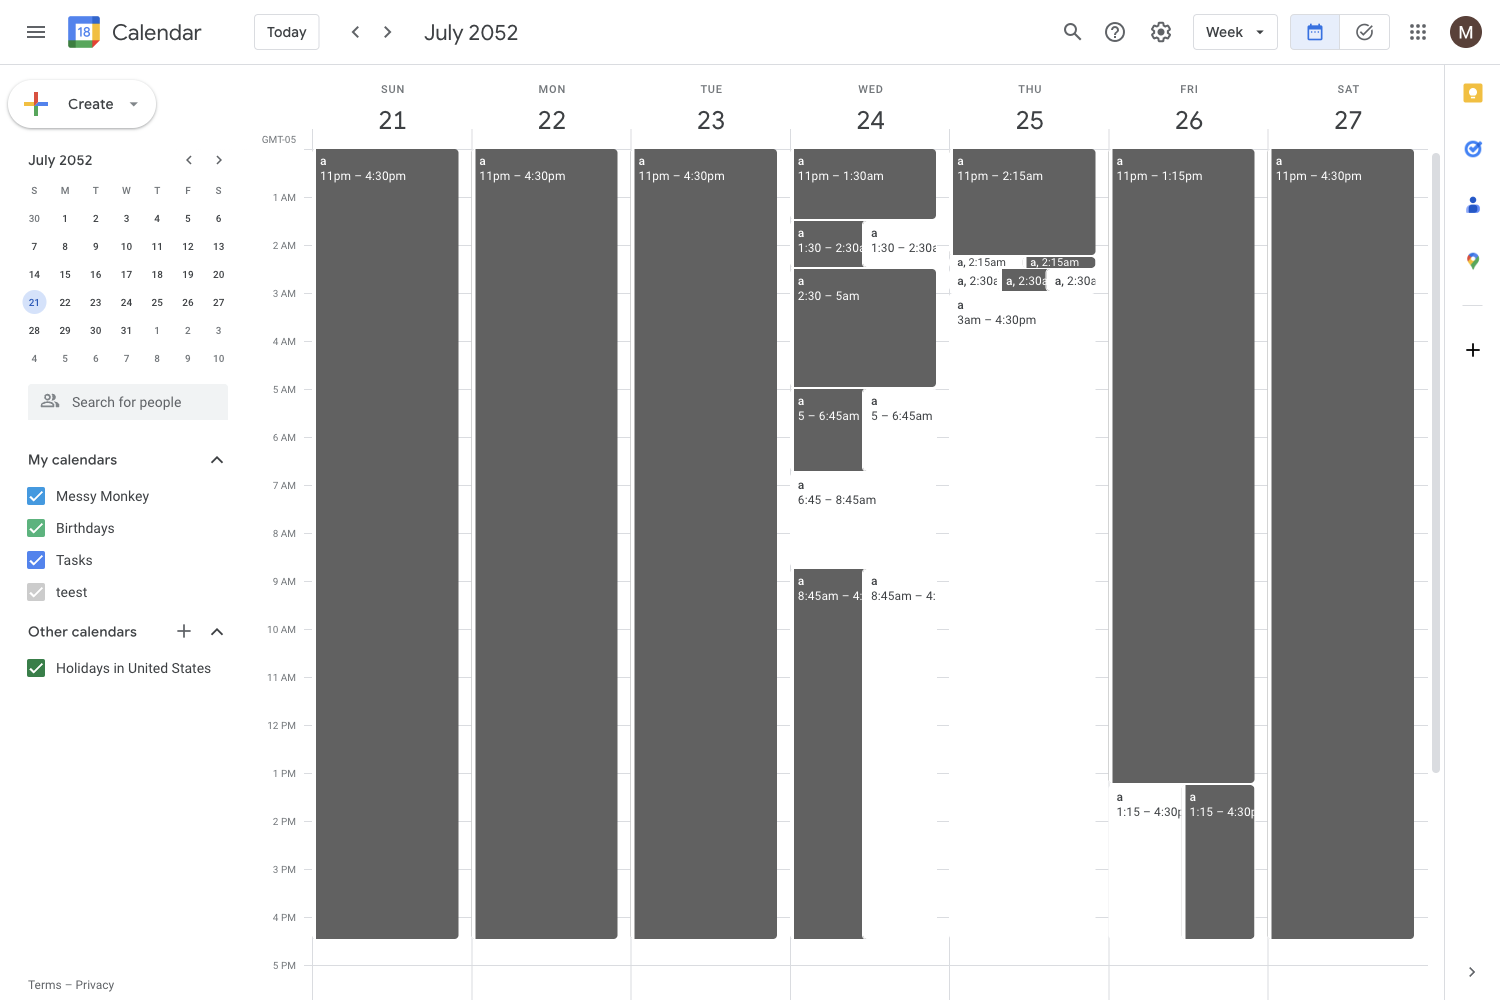 18 Calendar Today July 2052 Week M
Create
July 2052
S M T W T F S
30 1 2 3 4 5 6
7 8 9 10 11 12 13
14 15 16 17 18 19 20
21 22 23 24 25 26 27
28 29 30 31 1 2 3
4 5 6 7 8 9 10
Search for people
My calendars
Messy Monkey
Birthdays
Tasks
teest
Other calendars
Holidays in United States
Terms – Privacy
SUN MON TUE WED THU FRI SAT
21 22 23 24 25 26 27
GMT-05
1 AM
2 AM
3 AM
4 AM
5 AM
6 AM
7 AM
8 AM
9 AM
10 AM
11 AM
12 PM
1 PM
2 PM
3 PM
4 PM
5 PM
a
11pm – 4:30pm
a
11pm – 4:30pm
a
11pm – 4:30pm
a
11pm – 1:30am
a
1:30 – 2:30a
a
1:30 – 2:30a
a
2:30 – 5am
a
5 – 6:45am
a
5 – 6:45am
a
6:45 – 8:45am
a
8:45am – 4:
a
8:45am – 4:
a
11pm – 2:15am
a, 2:15am
a, 2:15am
a, 2:30a
a, 2:30a
a, 2:30a
a
3am – 4:30pm
a
11pm – 1:15pm
a
1:15 – 4:30p
a
1:15 – 4:30p
a
11pm – 4:30pm